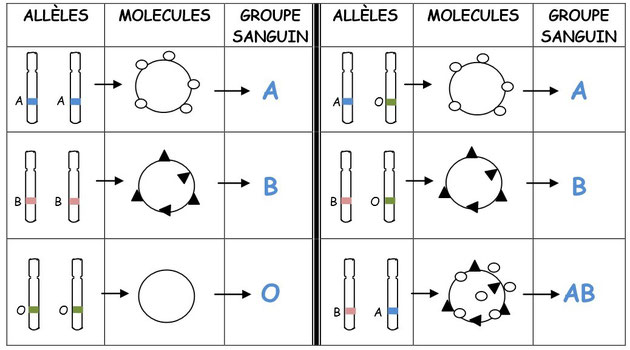 ALLÈLES MOLECULES GROUPE SANGUIN ALLÈLES MOLECULES GROUPE SANGUIN
A A A A O A
B B B B O B
O O O B A AB